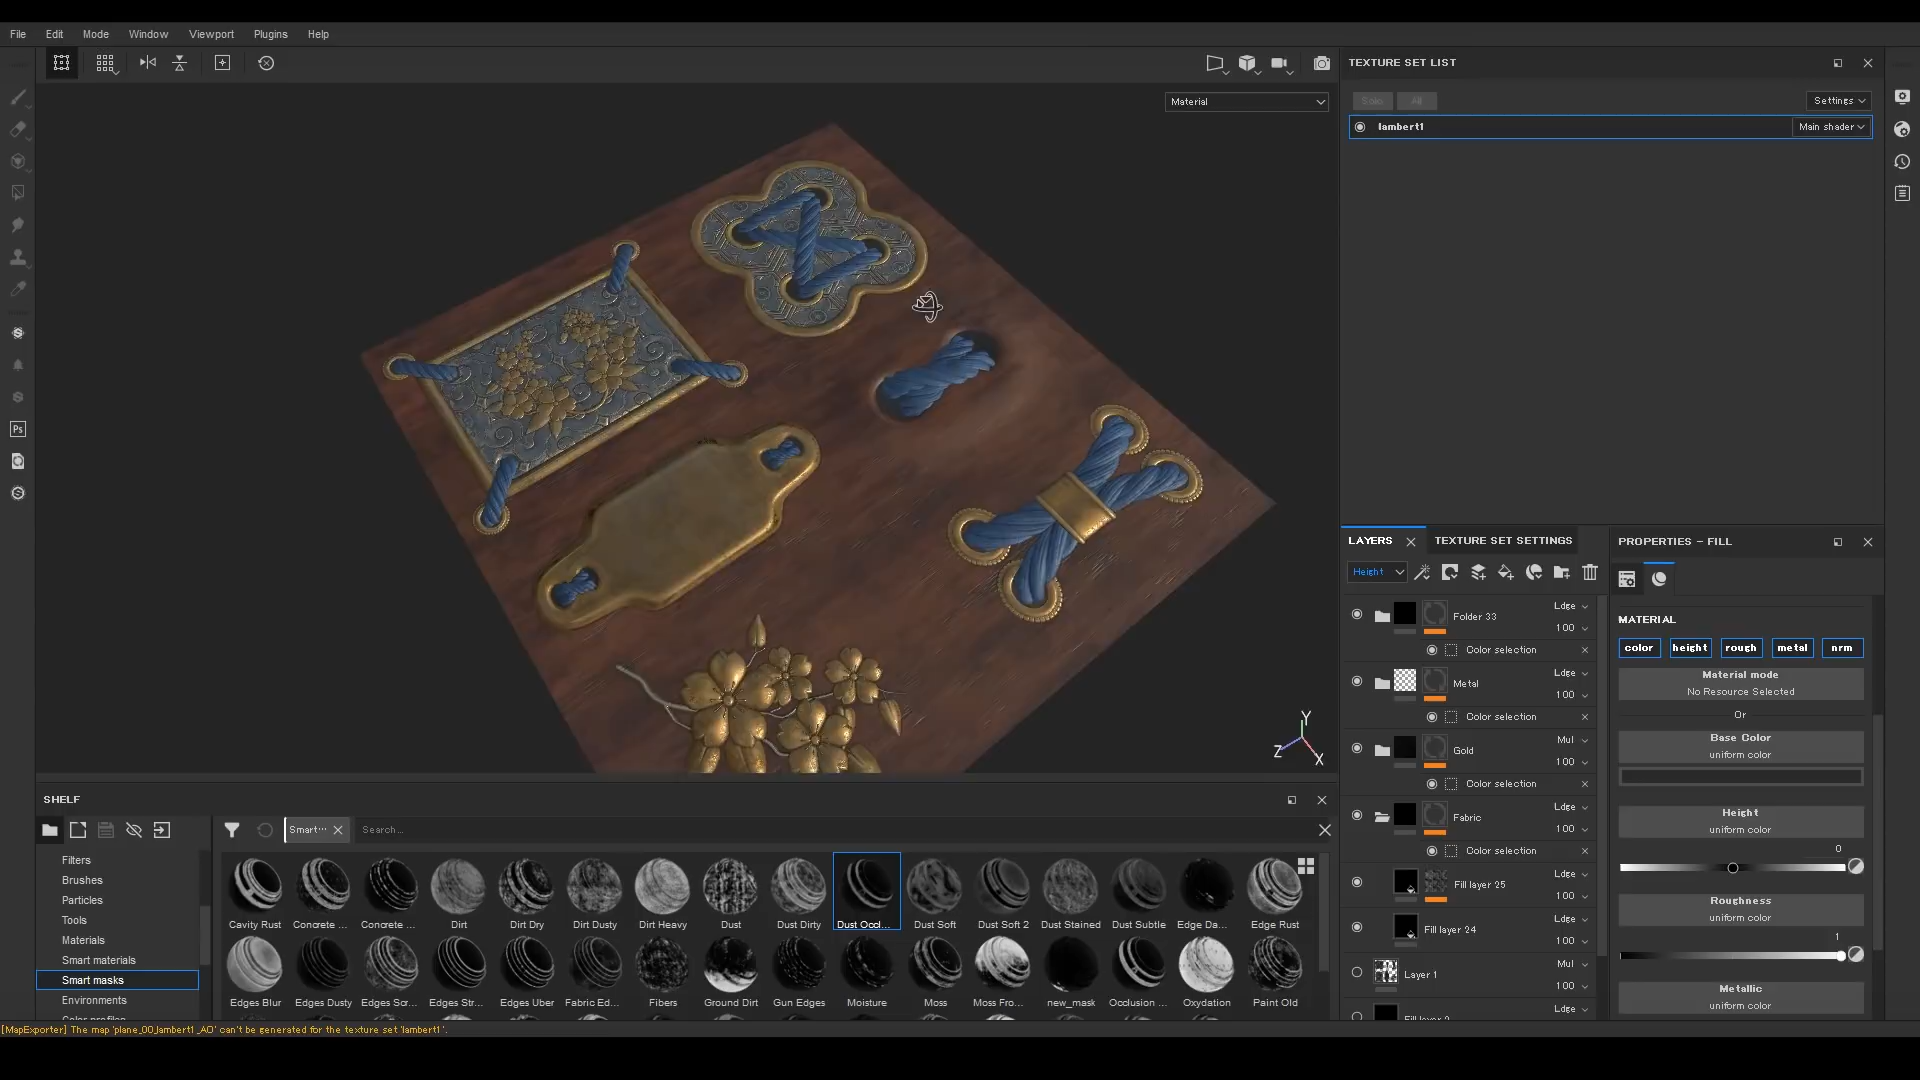 File Edit Mode Window Viewport Plugins Help
Material
TEXTURE SET LIST
Solo All Settings
lambert1 Main shader
Y
Z
X
LAYERS TEXTURE SET SETTINGS
Height
Folder 33 Ldge 100
Color selection
Metal Ldge 100
Color selection
Gold Mul 100
Color selection
Fabric Ldge 100
Color selection
Fill layer 25 Ldge 100
Fill layer 24 Ldge 100
Layer 1 Mul 100
Ldge
PROPERTIES - FILL
MATERIAL
color height rough metal nrm
Material mode
No Resource Selected
Or
Base Color
uniform color
Height
uniform color
0
Roughness
uniform color
1
Metallic
uniform color
SHELF
Smart··· Search...
Filters
Brushes
Particles
Tools
Materials
Smart materials
Smart masks
Environments
Color profiles
Cavity Rust Concrete ... Concrete ... Dirt Dirt Dry Dirt Dusty Dirt Heavy Dust Dust Dirty Dust Occl... Dust Soft Dust Soft 2 Dust Stained Dust Subtle Edge Da... Edge Rust
Edges Blur Edges Dusty Edges Scr... Edges Str... Edges Uber Fabric Ed... Fibers Ground Dirt Gun Edges Moisture Moss Moss Fro... new_mask Occlusion ... Oxydation Paint Old
[MapExporter] The map 'plane_00_lambert1_AO' can't be generated for the texture set 'lambert1'.
Ps